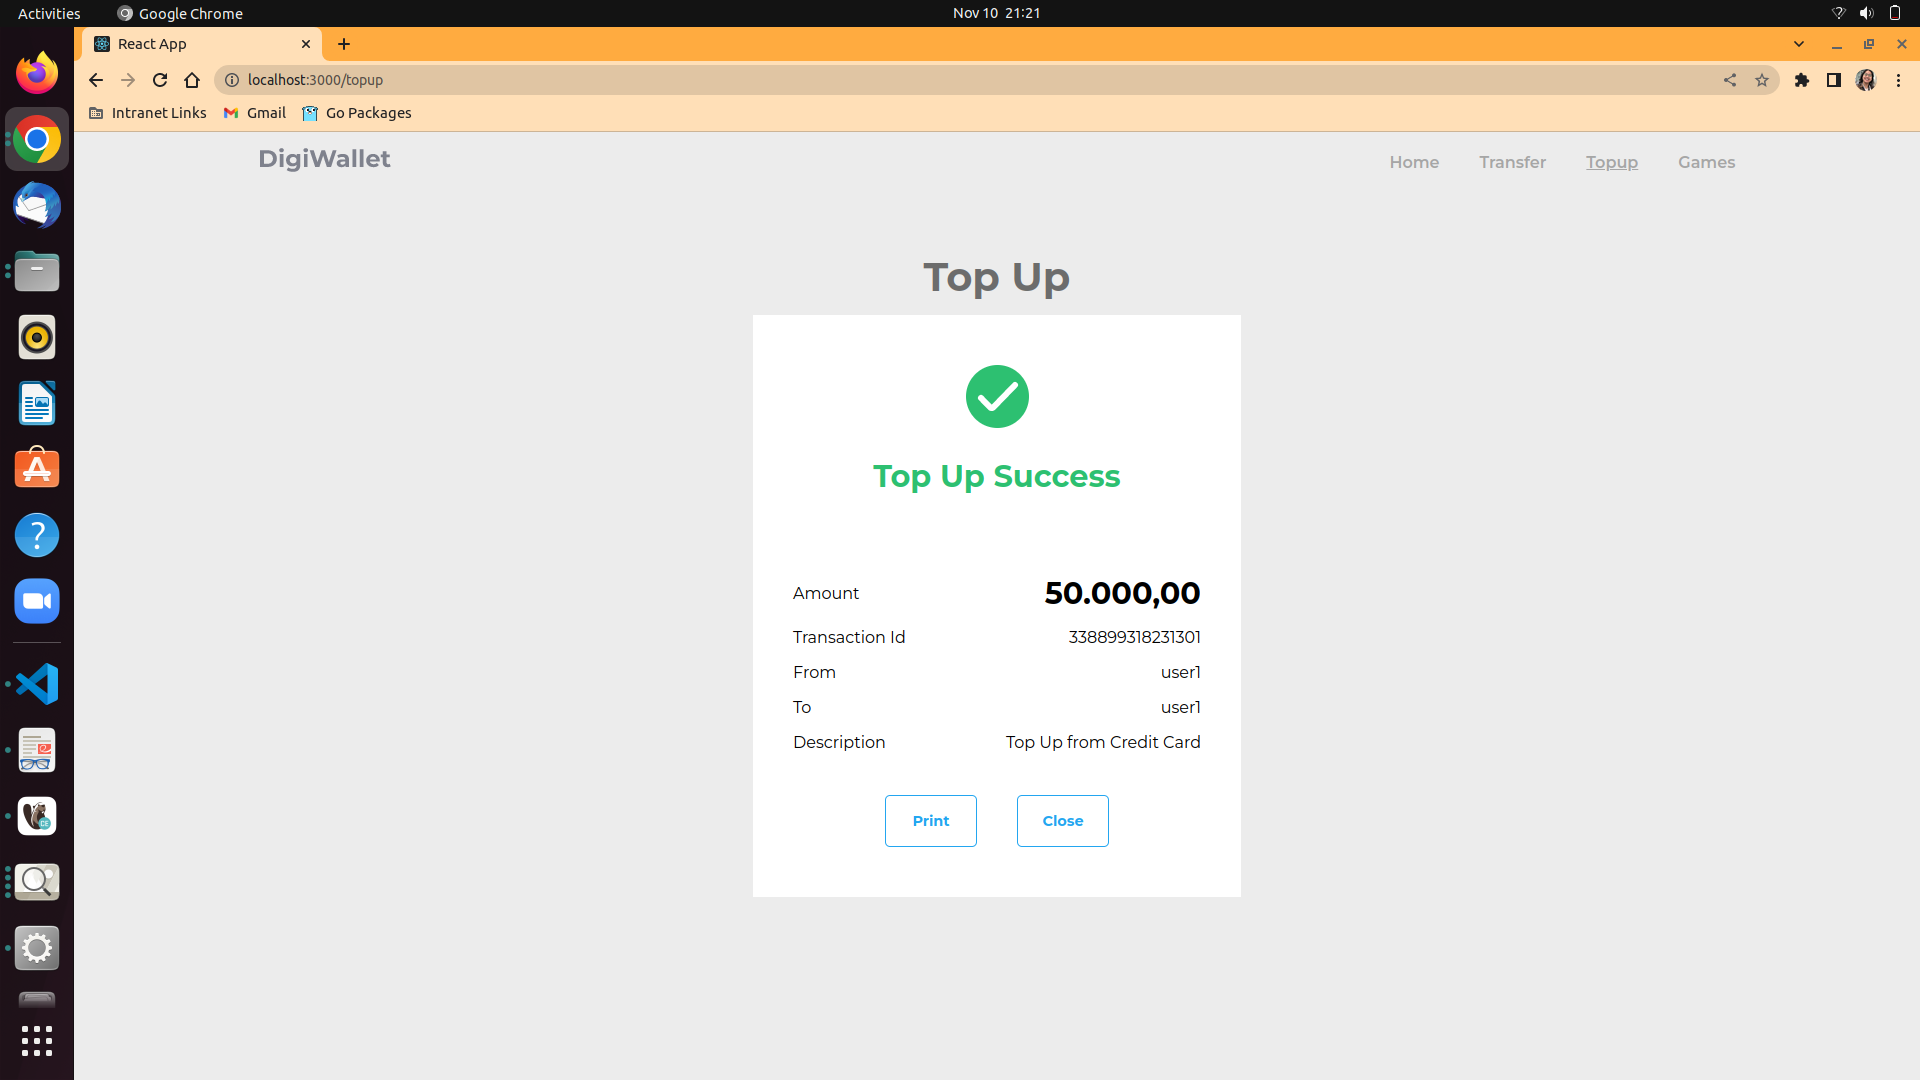 Activities
Google Chrome
Nov 10 21:21
React App
localhost:3000/topup
Intranet Links
Gmail
Go Packages
DigiWallet
Home
Transfer
Topup
Games
Top Up
Top Up Success
Amount 50.000,00
Transaction Id 338899318231301
From user1
To user1
Description Top Up from Credit Card
Print
Close